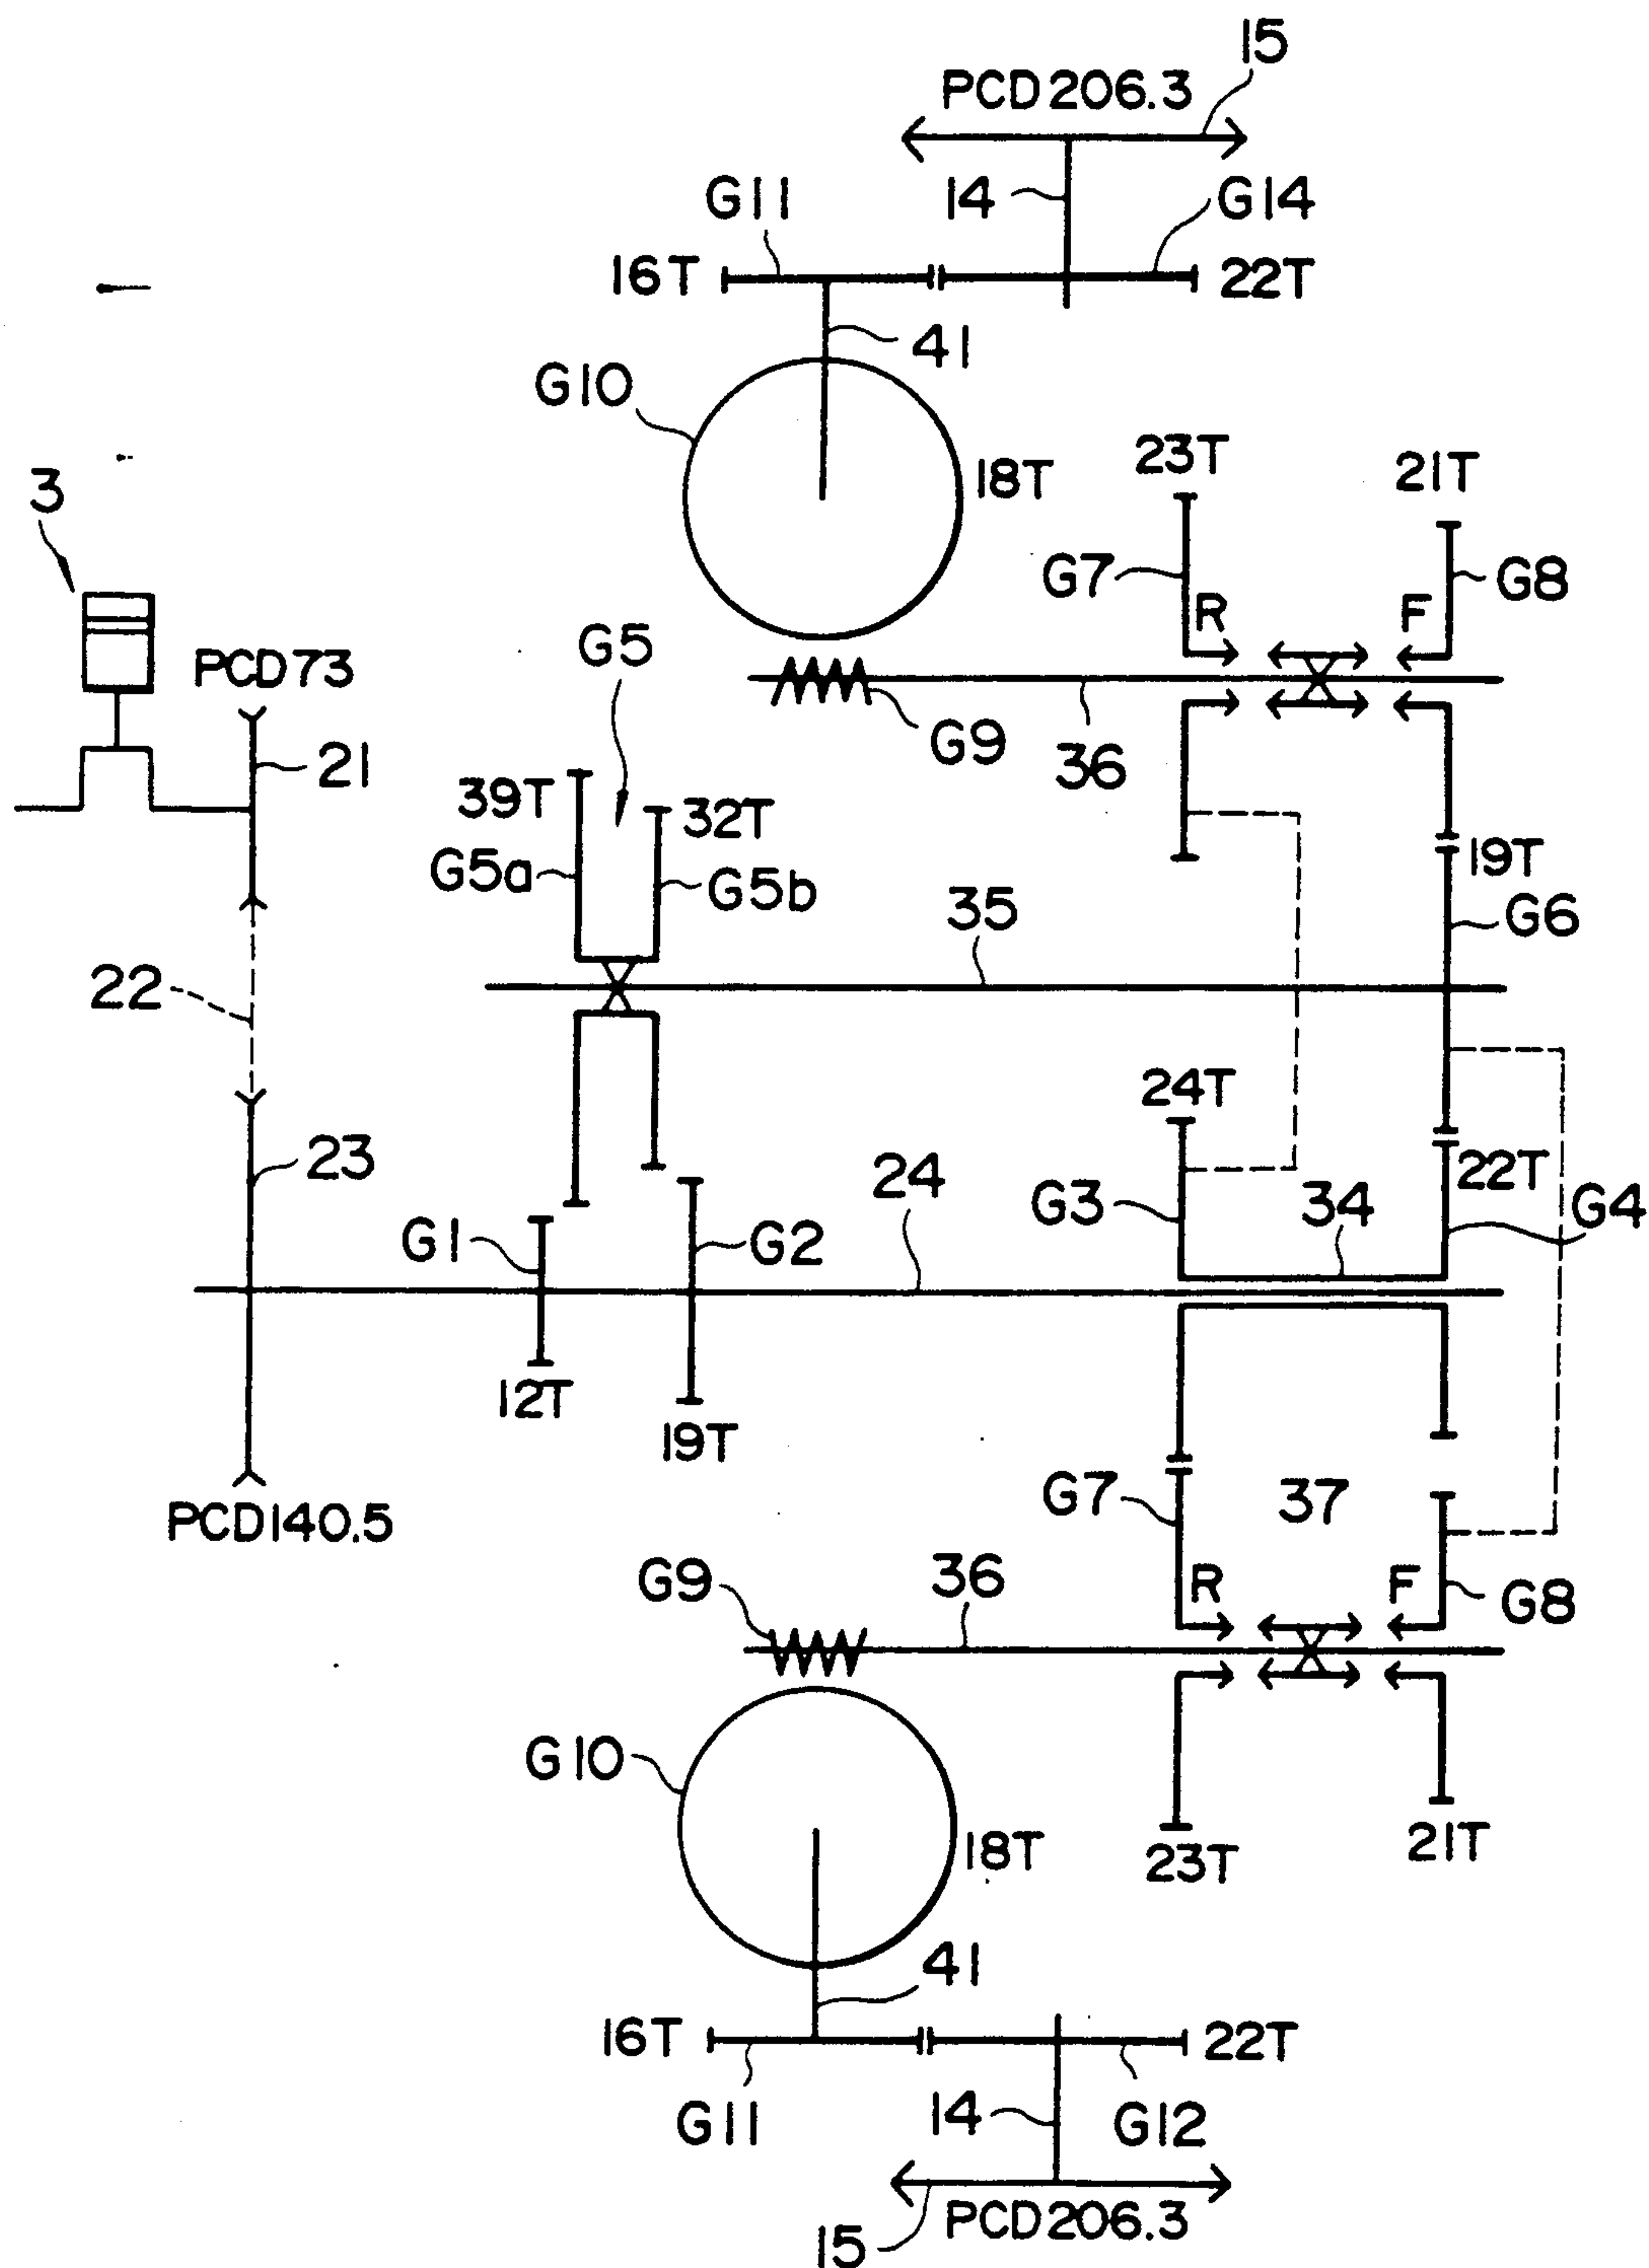 15
PCD 206.3
G11
14
G14
16T
22T
41
G10
23T
18T
21T
3
G7
G8
R
F
G5
PCD73
G9
36
21
39T
32T
G5a
G5b
19T
35
G6
22
24T
23
24
22T
G3
34
G4
G1
G2
12T
19T
G7
37
PCD140.5
G9
36
R
F
G8
G10
18T
23T
21T
41
16T
22T
G11
14
G12
PCD206.3
15